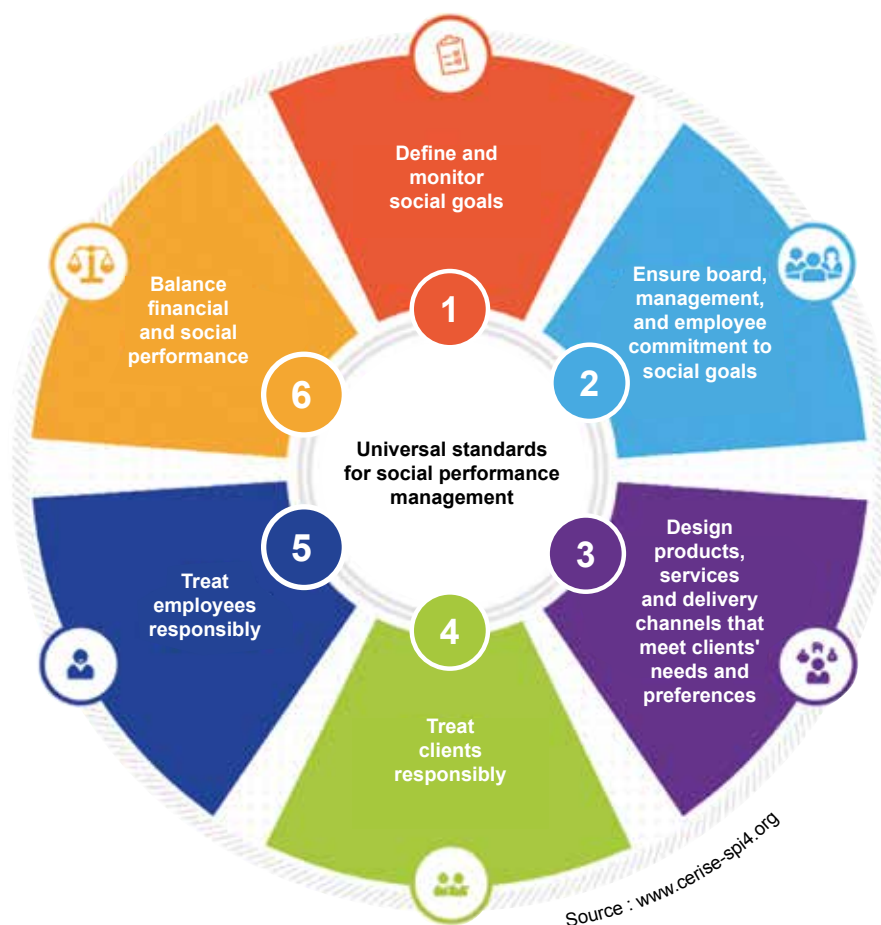 Define and
monitor
social goals
1
Ensure board,
management,
and employee
commitment to
social goals
2
Design
products,
services
and delivery
channels that
meet clients'
needs and
preferences
3
Treat
clients
responsibly
4
Treat
employees
responsibly
5
Balance
financial
and social
performance
6
Universal standards
for social performance
management
Source : www.cerise-spi4.org